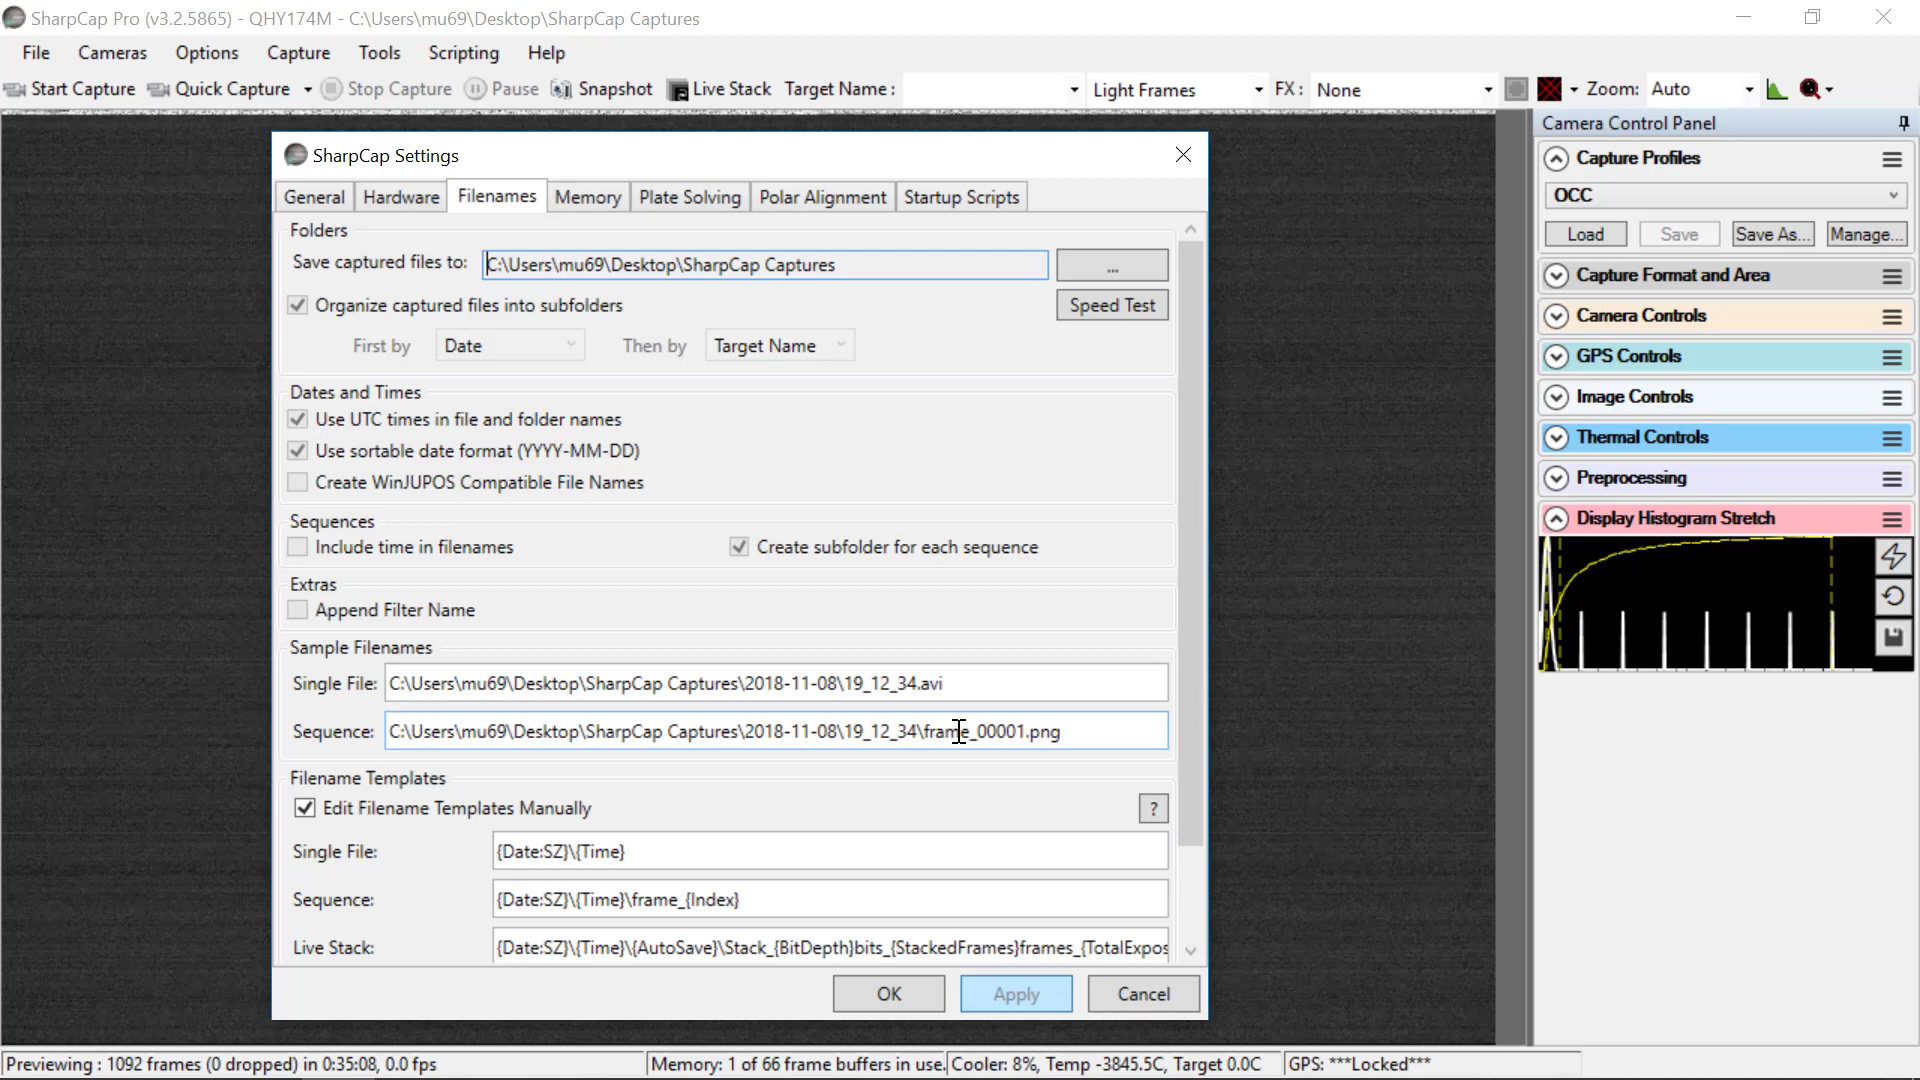 SharpCap Pro (v3.2.5865) - QHY174M - C:\Users\mu69\Desktop\SharpCap Captures
File Cameras Options Capture Tools Scripting Help
Start Capture Quick Capture Stop Capture Pause Snapshot Live Stack Target Name : Light Frames FX : None Zoom: Auto
Camera Control Panel
Capture Profiles
OCC
Load Save Save As... Manage...
Capture Format and Area
Camera Controls
GPS Controls
Image Controls
Thermal Controls
Preprocessing
Display Histogram Stretch
SharpCap Settings
General Hardware Filenames Memory Plate Solving Polar Alignment Startup Scripts
Folders
Save captured files to: C:\Users\mu69\Desktop\SharpCap Captures ...
Organize captured files into subfolders Speed Test
First by Date Then by Target Name
Dates and Times
Use UTC times in file and folder names
Use sortable date format (YYYY-MM-DD)
Create WinJUPOS Compatible File Names
Sequences
Include time in filenames Create subfolder for each sequence
Extras
Append Filter Name
Sample Filenames
Single File: C:\Users\mu69\Desktop\SharpCap Captures\2018-11-08\19_12_34.avi
Sequence: C:\Users\mu69\Desktop\SharpCap Captures\2018-11-08\19_12_34\frame_00001.png
Filename Templates
Edit Filename Templates Manually ?
Single File: {Date:SZ}\{Time}
Sequence: {Date:SZ}\{Time}\frame_{Index}
Live Stack: {Date:SZ}\{Time}\{AutoSave}\Stack_{BitDepth}bits_{StackedFrames}frames_{TotalExpos
OK Apply Cancel
Previewing : 1092 frames (0 dropped) in 0:35:08, 0.0 fps Memory: 1 of 66 frame buffers in use. Cooler: 8%, Temp -3845.5C, Target 0.0C GPS: ***Locked***